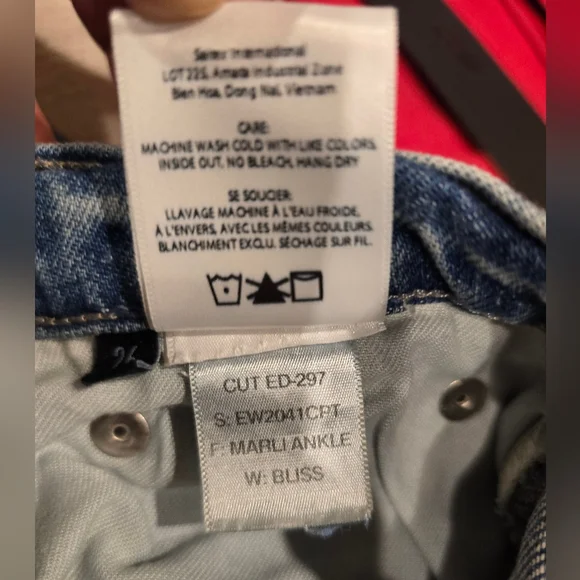 International
LOT 225, Amata Industrial Zone
Bien Hoa, Dong Nai, Vietnam
CARE:
MACHINE WASH COLD WITH LIKE COLORS,
INSIDE OUT, NO BLEACH, HANG DRY
SE SOUCIER:
LLAVAGE MACHINE À L'EAU FROIDE,
À L'ENVERS, AVEC LES MÊMES COULEURS.
BLANCHIMENT EXCLU. SÉCHAGE SUR FIL.
CUT ED-297
S: EW2041CPT
F: MARLI ANKLE
W: BLISS